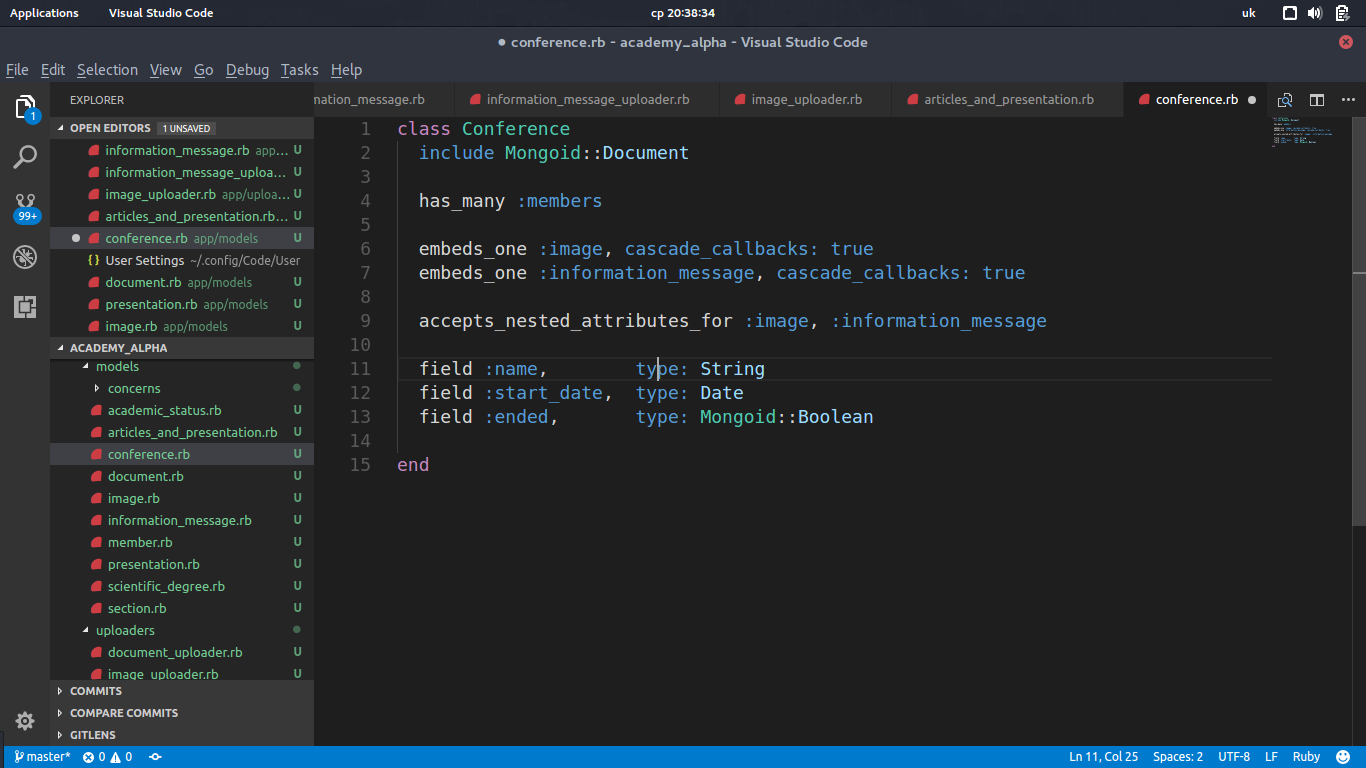 Applications Visual Studio Code ср 20:38:34 uk
● conference.rb - academy_alpha - Visual Studio Code
File Edit Selection View Go Debug Tasks Help
1
99+
EXPLORER
OPEN EDITORS 1 UNSAVED
information_message.rb app... U
information_message_uploa... U
image_uploader.rb app/uploa... U
articles_and_presentation.rb... U
conference.rb app/models U
{ } User Settings ~/.config/Code/User
document.rb app/models U
presentation.rb app/models U
image.rb app/models U
ACADEMY_ALPHA
models
concerns
academic_status.rb U
articles_and_presentation.rb U
conference.rb U
document.rb U
image.rb U
information_message.rb U
member.rb U
presentation.rb U
scientific_degree.rb U
section.rb U
uploaders
document_uploader.rb U
image_uploader.rb U
COMMITS
COMPARE COMMITS
GITLENS
mation_message.rb information_message_uploader.rb image_uploader.rb articles_and_presentation.rb conference.rb
1 class Conference
2 include Mongoid::Document
3
4 has_many :members
5
6 embeds_one :image, cascade_callbacks: true
7 embeds_one :information_message, cascade_callbacks: true
8
9 accepts_nested_attributes_for :image, :information_message
10
11 field :name, type: String
12 field :start_date, type: Date
13 field :ended, type: Mongoid::Boolean
14
15 end
master* 0 0 Ln 11, Col 25 Spaces: 2 UTF-8 LF Ruby